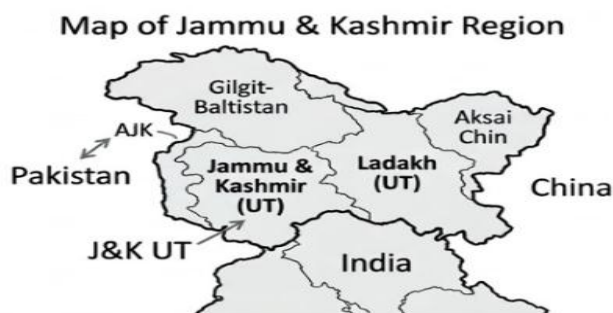 Map of Jammu & Kashmir Region
Gilgit-
Baltistan
Aksai
Chin
AJK
Pakistan
Jammu &
Kashmir
(UT)
Ladakh
(UT)
China
J&K UT
India